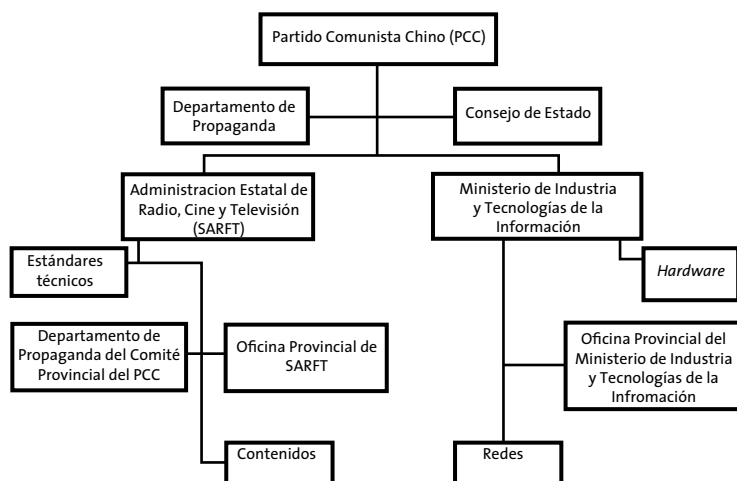 Partido Comunista Chino (PCC)
Departamento de
Propaganda
Consejo de Estado
Administracion Estatal de
Radio, Cine y Televisión
(SARFT)
Ministerio de Industria
y Tecnologías de la
Información
Estándares
técnicos
Hardware
Departamento de
Propaganda del Comité
Provincial del PCC
Oficina Provincial de
SARFT
Oficina Provincial del
Ministerio de Industria
y Tecnologías de la
Infromación
Contenidos
Redes